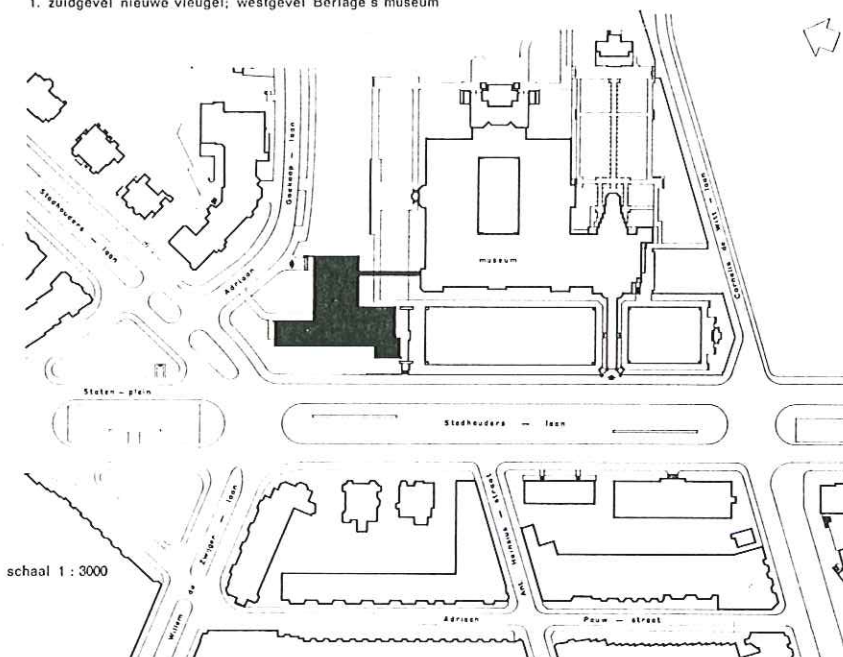 1. zuidgevel nieuwe vleugel; westgevel Berlage's museum
Stadhouders – laan
Goekoop – laan
Adriaan
museum
Cornelis de Witt – laan
Staten – plein
Stadhouders – laan
Willem de Zwijger – laan
Ant. Heinsius – straat
schaal 1 : 3000
Adriaan Pauw – straat